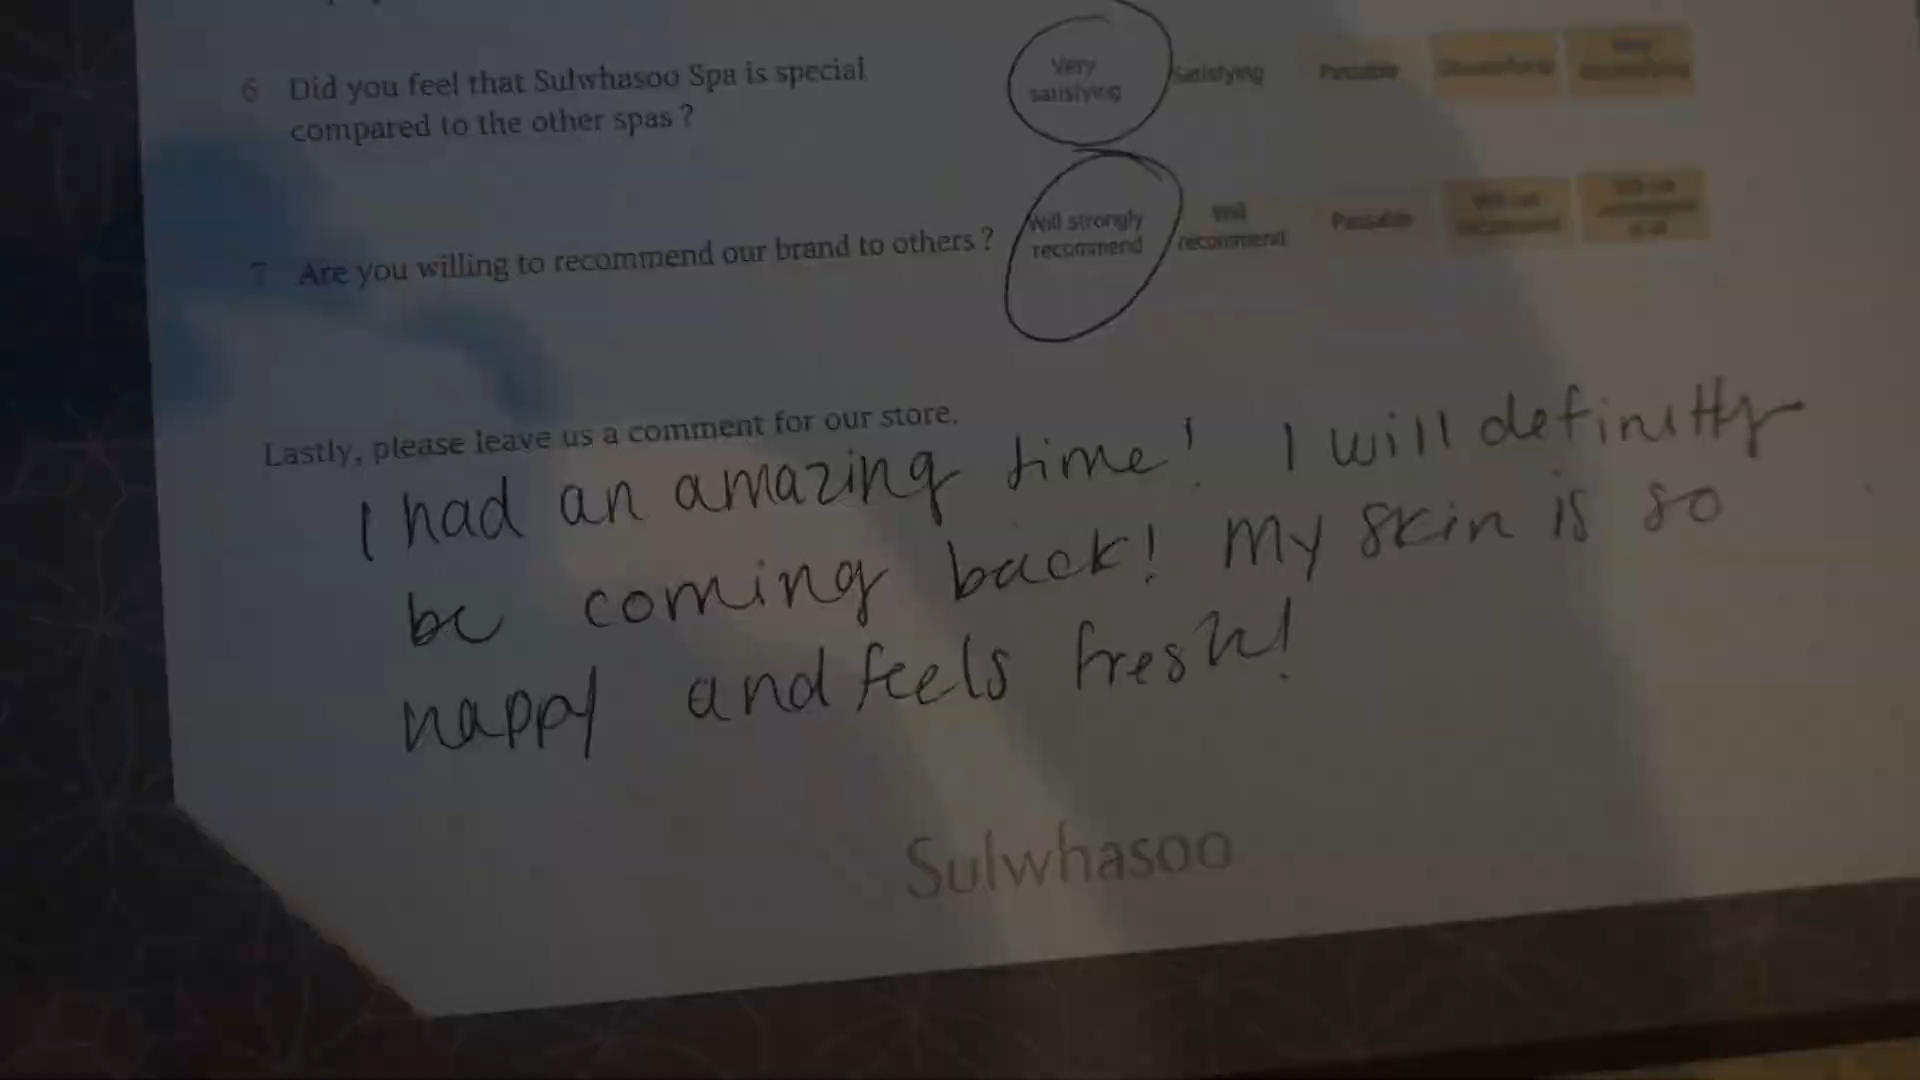 6 Did you feel that Sulwhasoo Spa is special
compared to the other spas ?
Very
satisfying
Satisfying
Passable
7 Are you willing to recommend our brand to others ?
Will strongly
recommend
Will
recommend
Passable
Will not
recommend
Lastly, please leave us a comment for our store.
I had an amazing time! I will definitly
be coming back! My skin is so
happy and feels fresh!
Sulwhasoo